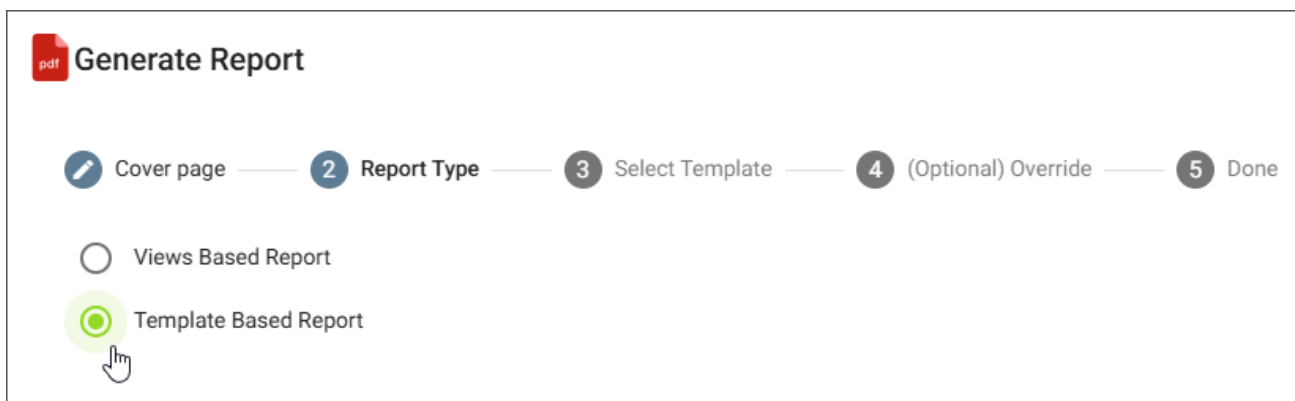 pdf Generate Report
Cover page 2 Report Type 3 Select Template 4 (Optional) Override 5 Done
Views Based Report
Template Based Report